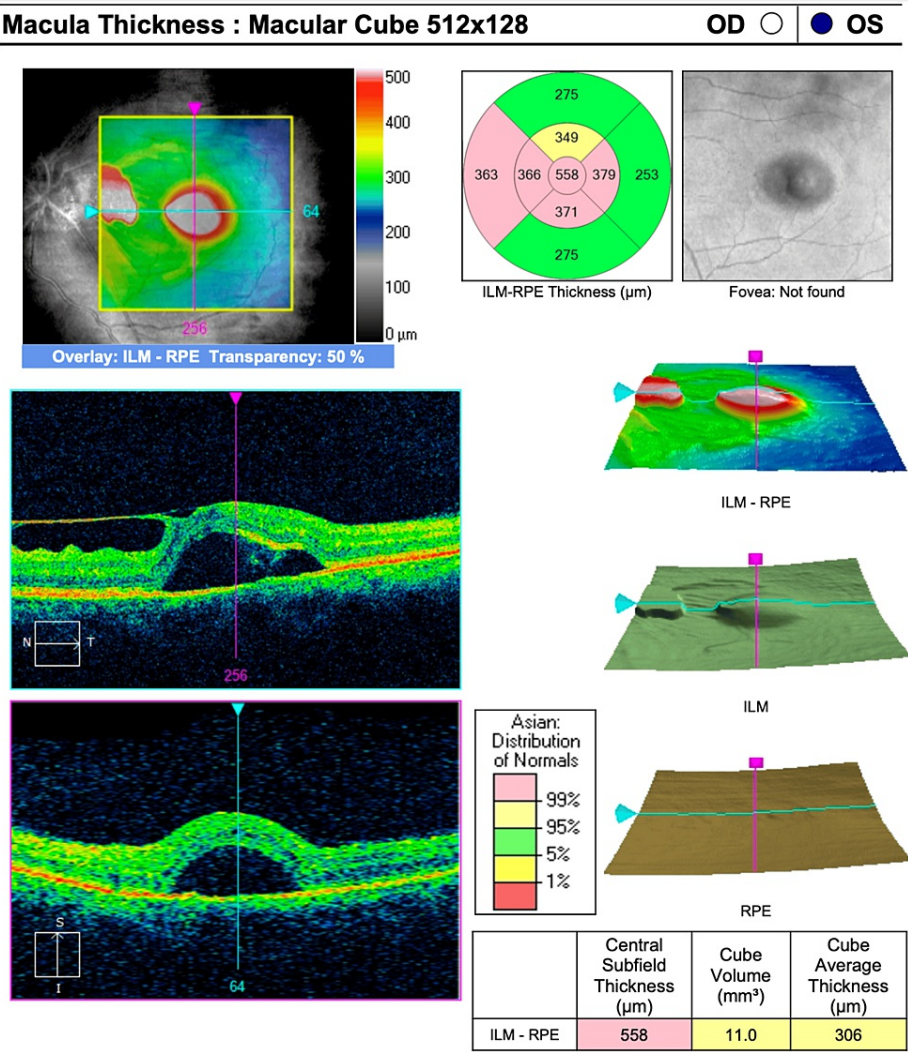 Macula Thickness : Macular Cube 512x128
OD OS
500
400
300
200
100
0 µm
64
256
Overlay: ILM - RPE Transparency: 50 %
275
349
363 366 558 379 253
371
275
ILM-RPE Thickness (µm)
Fovea: Not found
N T
256
S
I
64
ILM - RPE
ILM
RPE
Asian:
Distribution
of Normals
99%
95%
5%
1%
Central
Subfield
Thickness
(µm)
Cube
Volume
(mm³)
Cube
Average
Thickness
(µm)
ILM - RPE 558 11.0 306